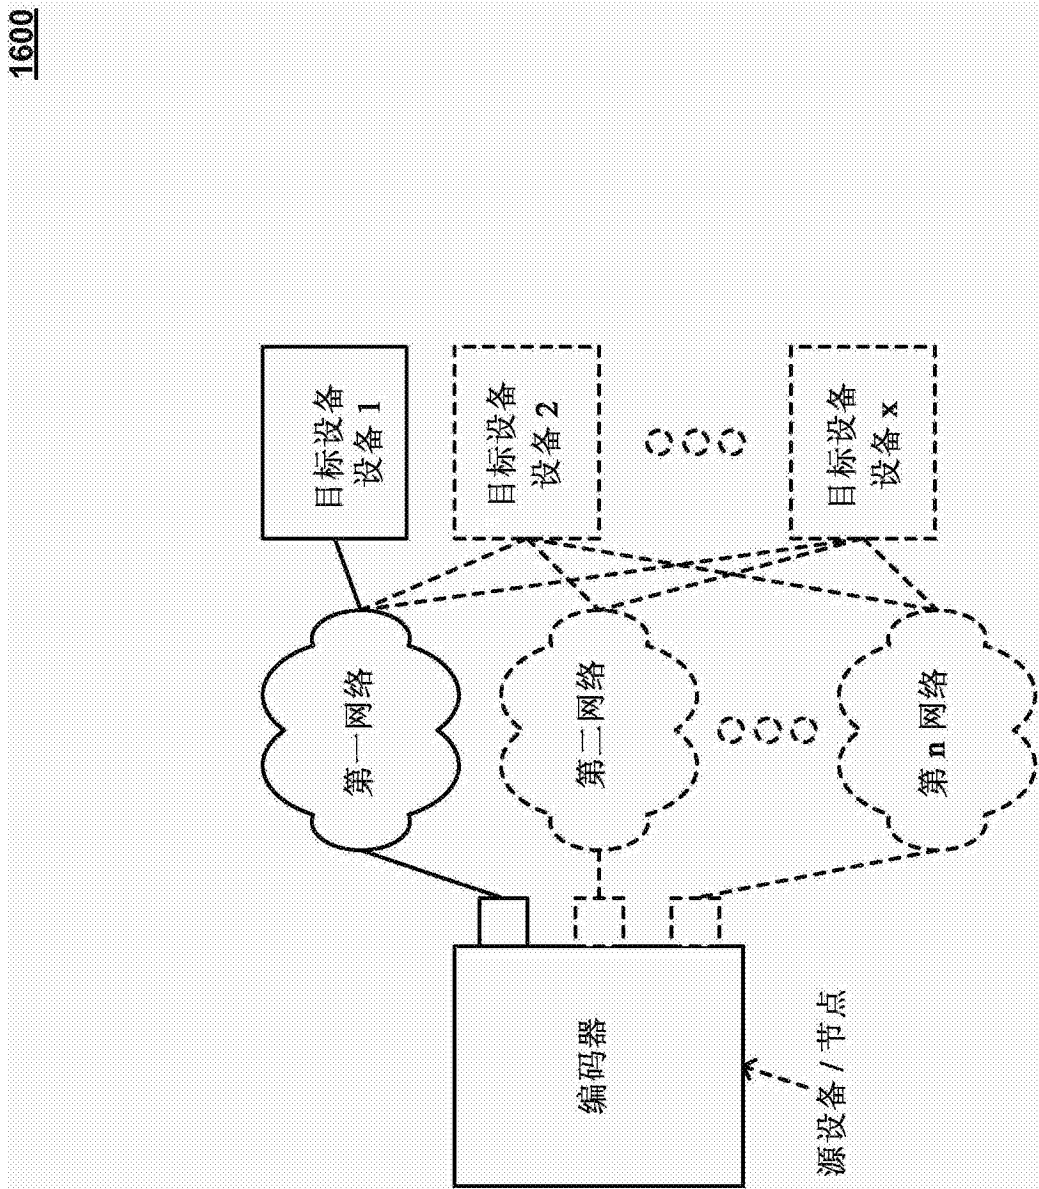 1600
目标设备
设备 1
目标设备
设备 2
目标设备
设备 x
第一网络
第二网络
第 n 网络
编码器
源设备 / 节点